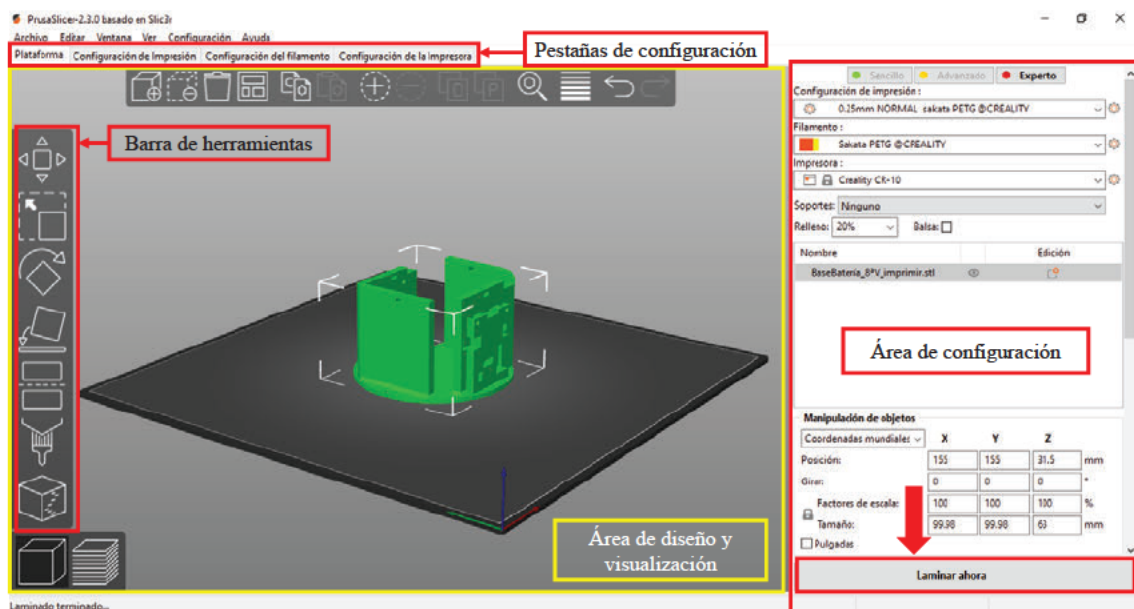 PrusaSlicer-2.3.0 basado en Slic3r
Archivo Editar Ventana Ver Configuración Ayuda
Plataforma Configuración de Impresión Configuración del filamento Configuración de la impresora
Pestañas de configuración
Barra de herramientas
Área de diseño y
visualización
Sencillo Avanzado Experto
Configuración de impresión :
0.25mm NORMAL sakata PETG @CREALITY
Filamento :
Sakata PETG @CREALITY
Impresora :
Creality CR-10
Soportes: Ninguno
Relleno: 20% Balsa:
Nombre Edición
BaseBatería_8ªV_imprimir.stl
Área de configuración
Manipulación de objetos
Coordenadas mundiales X Y Z
Posición: 155 155 31.5 mm
Girar: 0 0 0 °
Factores de escala: 100 100 100 %
Tamaño: 99.98 99.98 63 mm
Pulgadas
Laminar ahora
Laminado terminado...